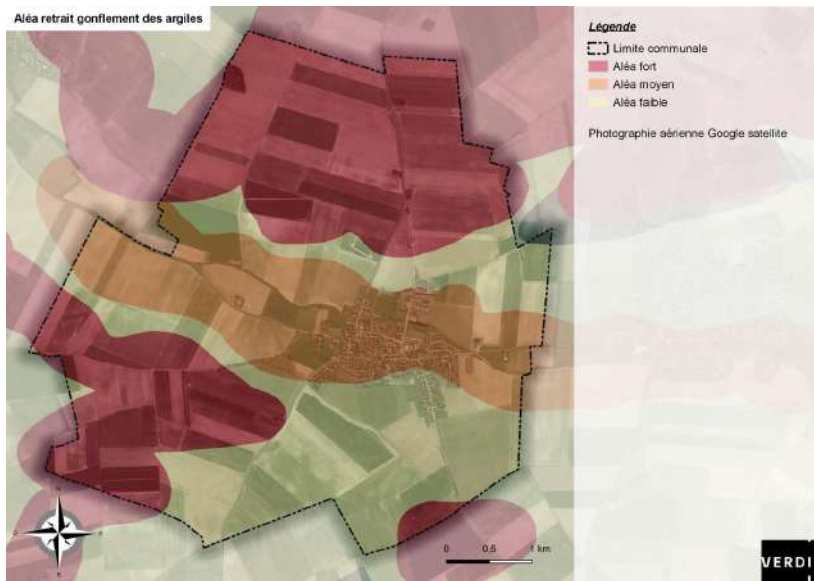 Aléa retrait gonflement des argiles
Légende
Limite communale
Aléa fort
Aléa moyen
Aléa faible
Photographie aérienne Google satellite
0 0.5 1 km
VERDI